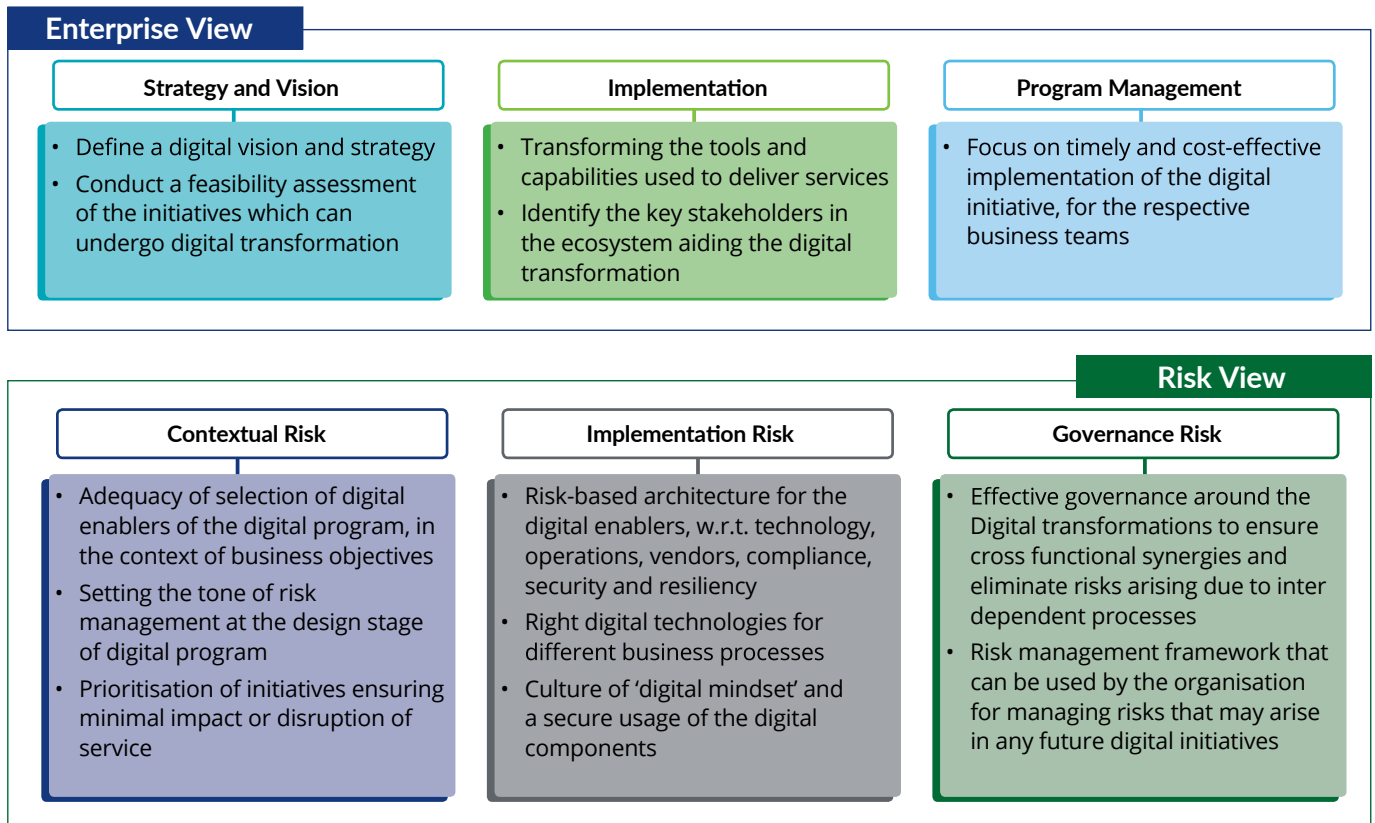 Enterprise View
Strategy and Vision
• Define a digital vision and strategy
• Conduct a feasibility assessment
of the initiatives which can
undergo digital transformation
Implementation
• Transforming the tools and
capabilities used to deliver services
• Identify the key stakeholders in
the ecosystem aiding the digital
transformation
Program Management
• Focus on timely and cost-effective
implementation of the digital
initiative, for the respective
business teams
Risk View
Contextual Risk
• Adequacy of selection of digital
enablers of the digital program, in
the context of business objectives
• Setting the tone of risk
management at the design stage
of digital program
• Prioritisation of initiatives ensuring
minimal impact or disruption of
service
Implementation Risk
• Risk-based architecture for the
digital enablers, w.r.t. technology,
operations, vendors, compliance,
security and resiliency
• Right digital technologies for
different business processes
• Culture of ‘digital mindset’ and
a secure usage of the digital
components
Governance Risk
• Effective governance around the
Digital transformations to ensure
cross functional synergies and
eliminate risks arising due to inter
dependent processes
• Risk management framework that
can be used by the organisation
for managing risks that may arise
in any future digital initiatives